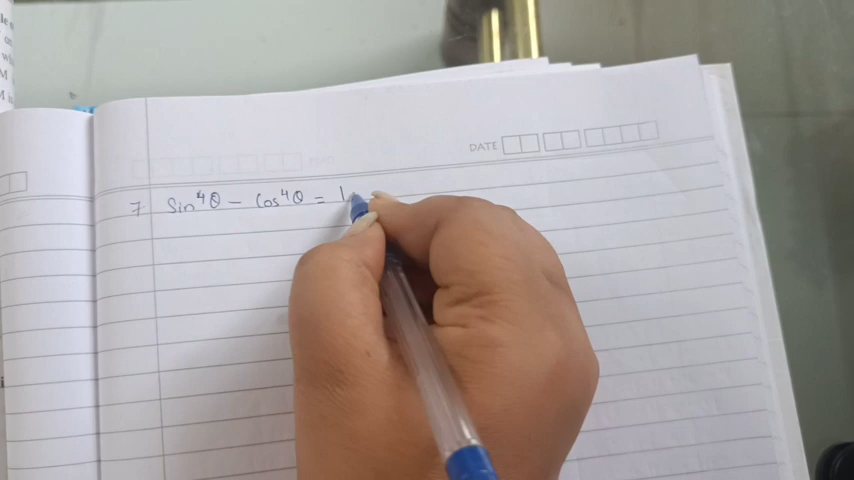 DATE
7 Sin⁴θ - Cos⁴θ = 1